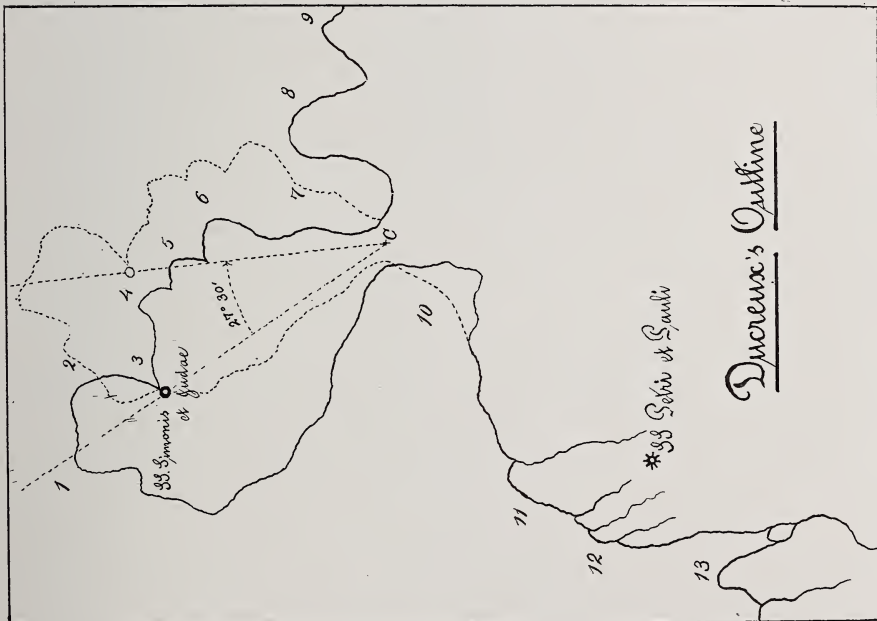 1
2
3
4
5
6
7
8
9
10
11
12
13
SS. Simonis
et Judae
27° 30'
C
SS Petri et Pauli
Ducreux's Outline